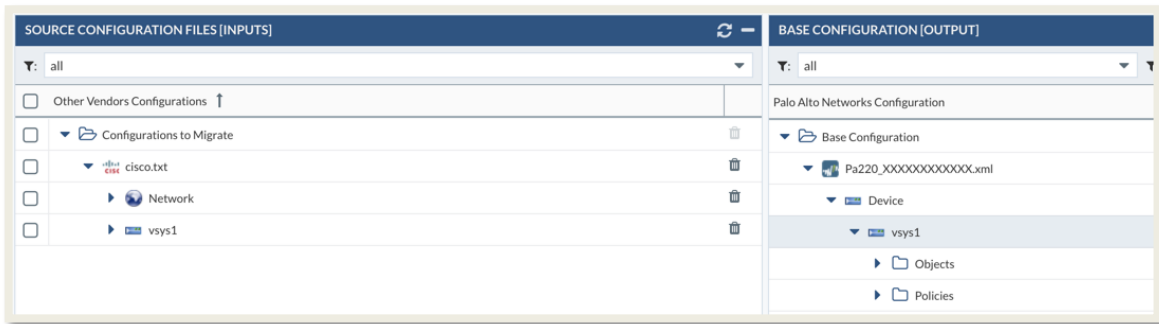 SOURCE CONFIGURATION FILES [INPUTS]
all
Other Vendors Configurations
Configurations to Migrate
cisco.txt
Network
vsys1
BASE CONFIGURATION [OUTPUT]
all
Palo Alto Networks Configuration
Base Configuration
Pa220_XXXXXXXXXXXX.xml
Device
vsys1
Objects
Policies